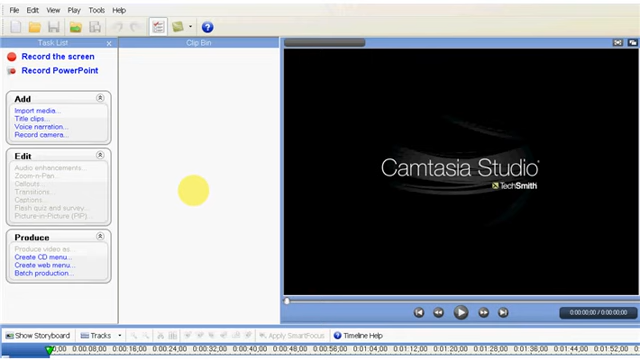 File Edit View Play Tools Help
Task List
Clip Bin
Record the screen
Record PowerPoint
Add
Import media...
Title clips...
Voice narration...
Record camera...
Edit
Audio enhancements...
Zoom-n-Pan...
Callouts...
Transitions...
Captions...
Flash quiz and survey...
Picture-in-Picture (PIP)...
Produce
Produce video as...
Create CD menu...
Create web menu...
Batch production...
Camtasia Studio
TechSmith
0:00:00;00 / 0:00:00;00
Show Storyboard Tracks Apply SmartFocus Timeline Help
0:00:08;00 0:00:16;00 0:00:24;00 0:00:32;00 0:00:40;00 0:00:48;00 0:00:56;00 0:01:04;00 0:01:12;00 0:01:20;00 0:01:28;00 0:01:36;00 0:01:44;00 0:01:52;00